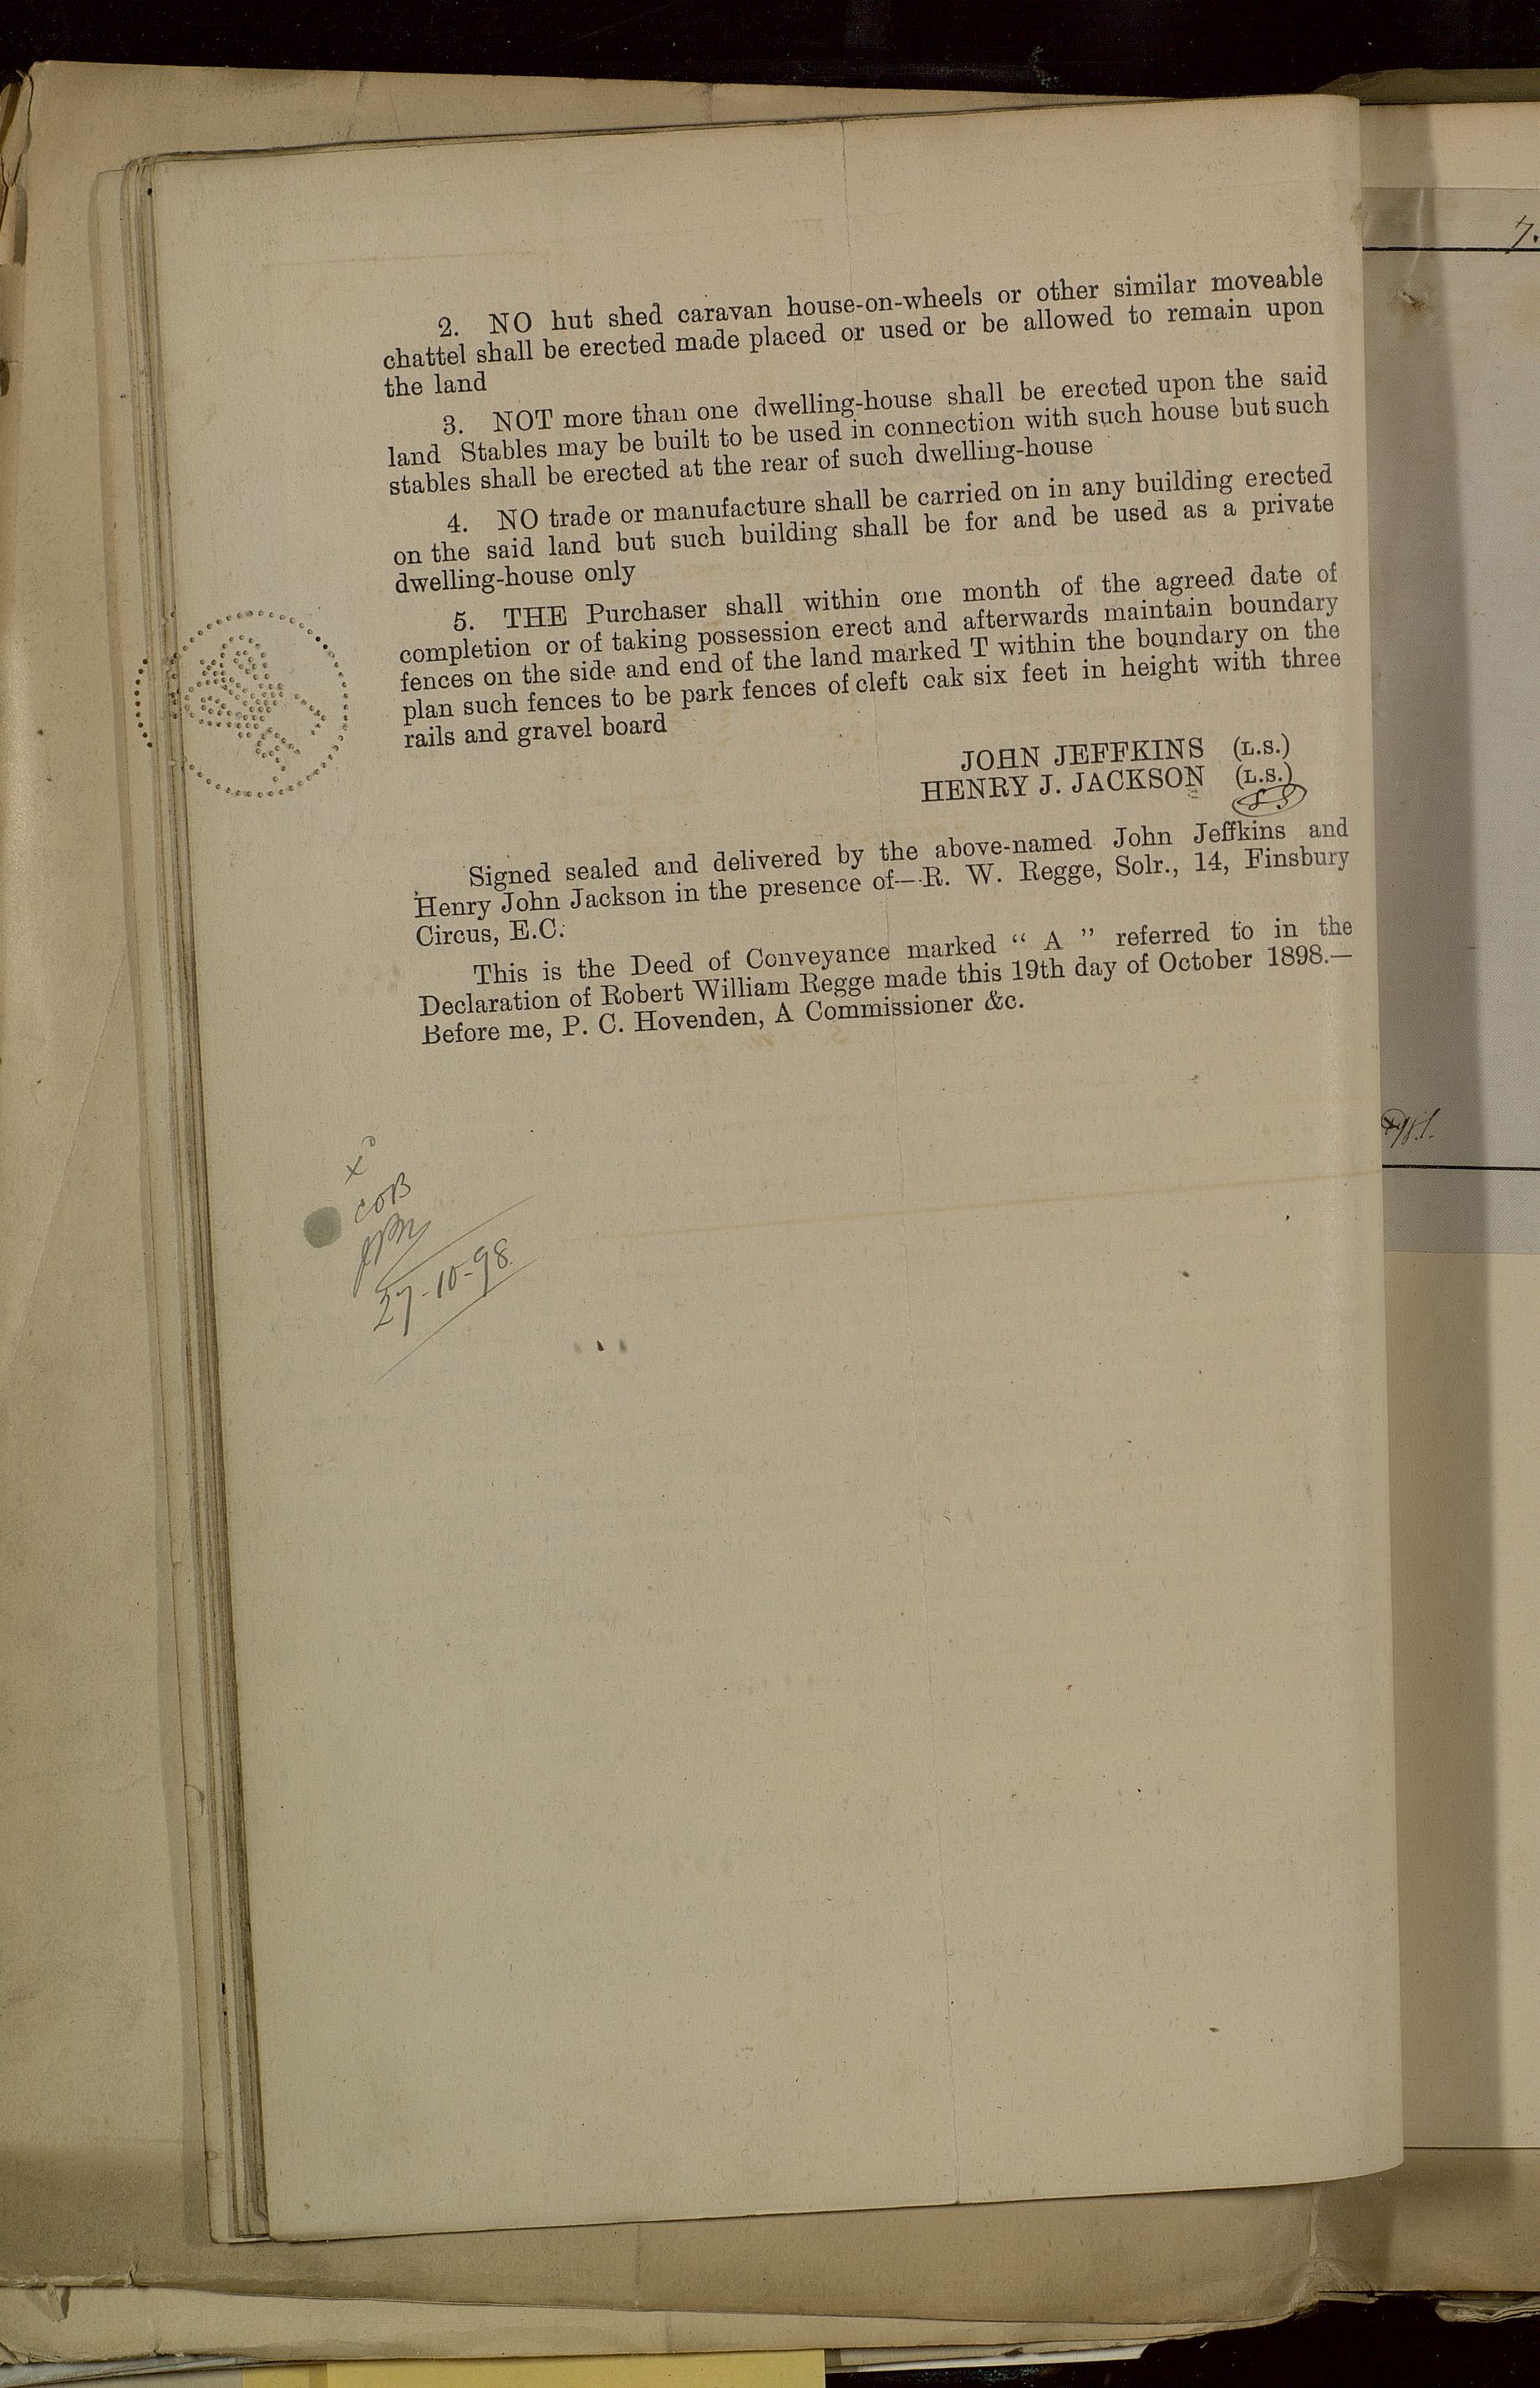 2. NO hut shed caravan house-on-wheels or other similar moveable
chattel shall be erected made placed or used or be allowed to remain upon
the land
3. NOT more than one dwelling-house shall be erected upon the said
land Stables may be built to be used in connection with such house but such
stables shall be erected at the rear of such dwelling-house
4. NO trade or manufacture shall be carried on in any building erected
on the said land but such building shall be for and be used as a private
dwelling-house only
5. THE Purchaser shall within one month of the agreed date of
completion or of taking possession erect and afterwards maintain boundary
fences on the side and end of the land marked T within the boundary on the
plan such fences to be park fences of cleft cak six feet in height with three
rails and gravel board
JOHN JEFFKINS (L.S.)
HENRY J. JACKSON (L.S.)
Signed sealed and delivered by the above-named John Jeffkins and
Henry John Jackson in the presence of—R. W. Regge, Solr., 14, Finsbury
Circus, E.C.
This is the Deed of Conveyance marked “ A ” referred to in the
Declaration of Robert William Regge made this 19th day of October 1898.—
Before me, P. C. Hovenden, A Commissioner &c.
COB
27-10-98
7.